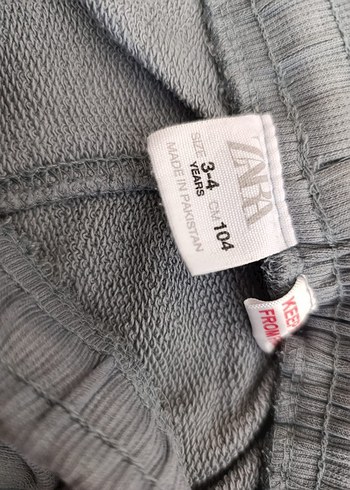 ZARA
SIZE 3-4 CM 104
YEARS
MADE IN PAKISTAN
KEEP
FROM